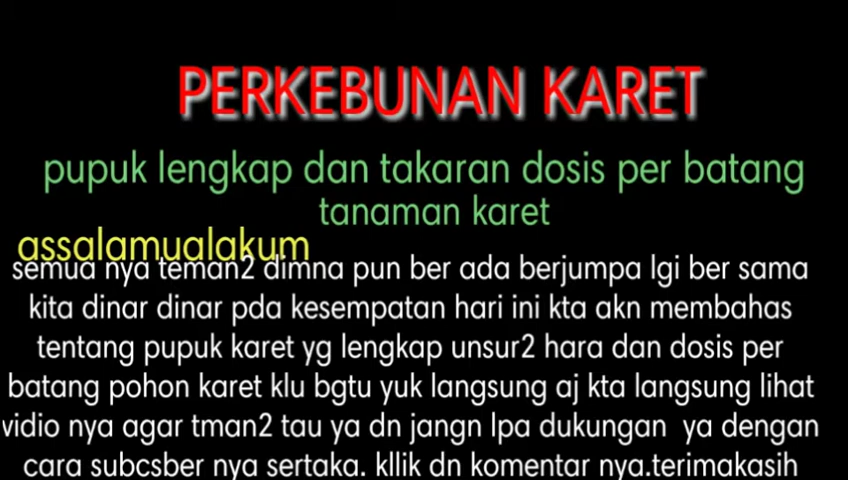 PERKEBUNAN KARET
pupuk lengkap dan takaran dosis per batang
tanaman karet
assalamualakum
semua nya teman2 dimna pun ber ada berjumpa lgi ber sama
kita dinar dinar pda kesempatan hari ini kta akn membahas
tentang pupuk karet yg lengkap unsur2 hara dan dosis per
batang pohon karet klu bgtu yuk langsung aj kta langsung lihat
vidio nya agar tman2 tau ya dn jangn lpa dukungan ya dengan
cara subcsber nya sertaka. kllik dn komentar nya.terimakasih